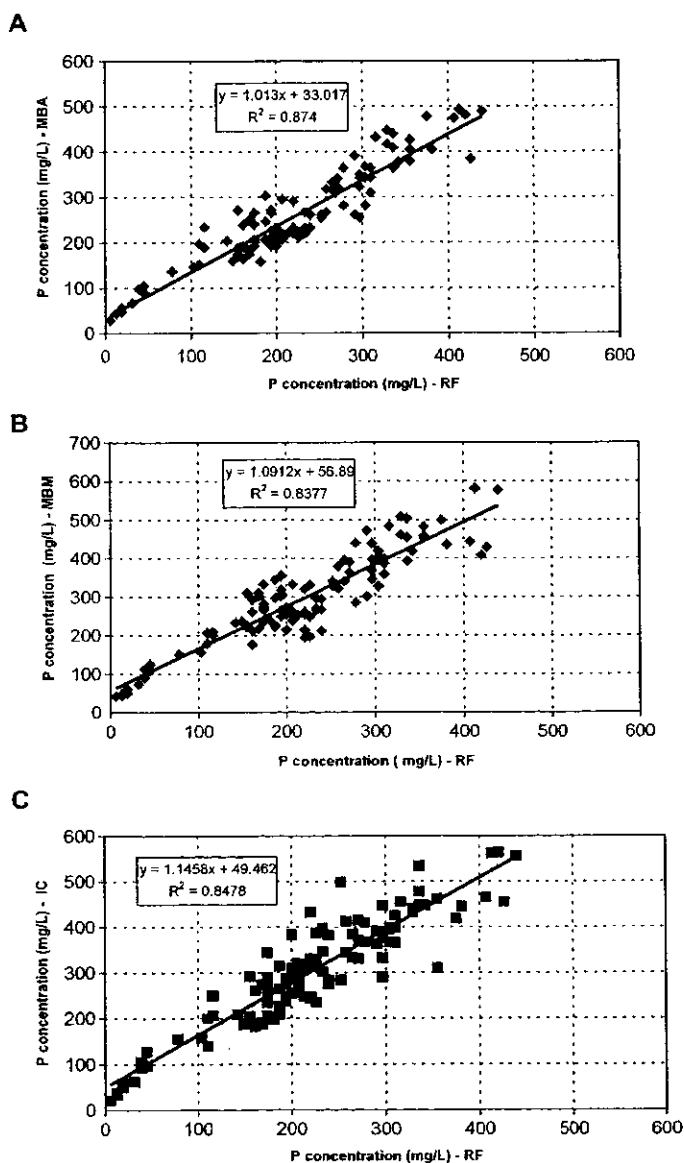 A
600
500
400
300
200
100
0
P concentration (mg/L) - MBA
y = 1.013x + 33.017
R² = 0.874
0 100 200 300 400 500 600
P concentration (mg/L) - RF
B
700
600
500
400
300
200
100
0
P concentration (mg/L) - MBM
y = 1.0912x + 56.89
R² = 0.8377
0 100 200 300 400 500 600
P concentration ( mg/L) - RF
C
600
500
400
300
200
100
0
P concentration (mg/L) - IC
y = 1.1458x + 49.462
R² = 0.8478
0 100 200 300 400 500 600
P concentration (mg/L) - RF